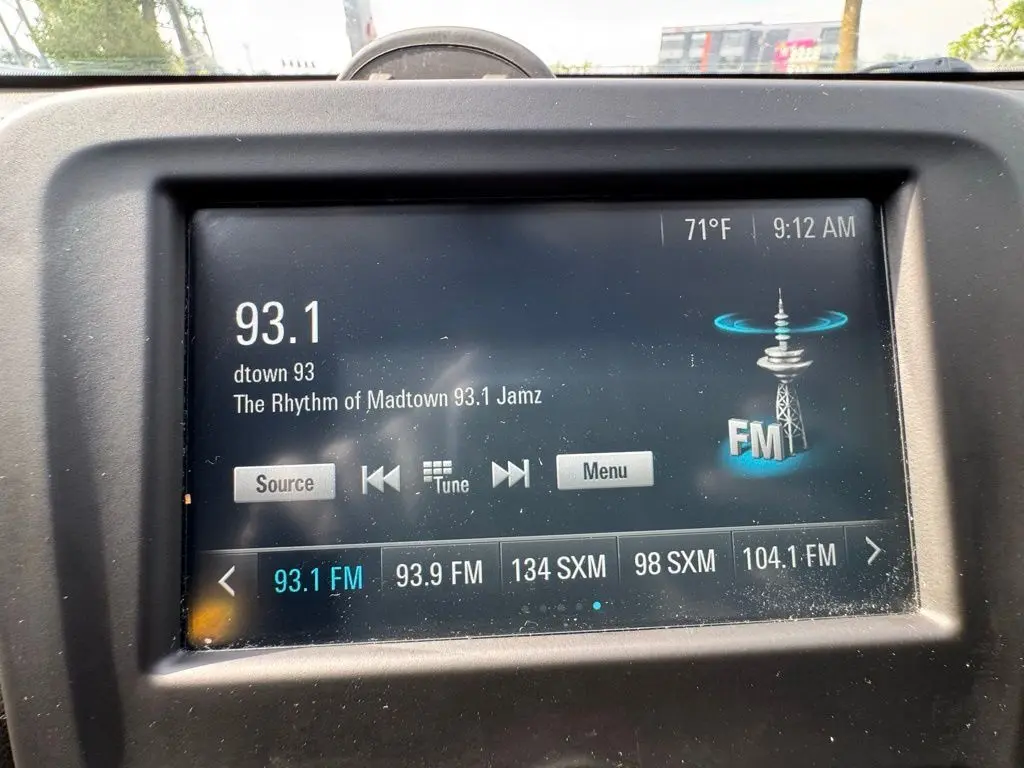 71°F 9:12 AM
93.1
dtown 93
The Rhythm of Madtown 93.1 Jamz
FM
Source Tune Menu
93.1 FM 93.9 FM 134 SXM 98 SXM 104.1 FM